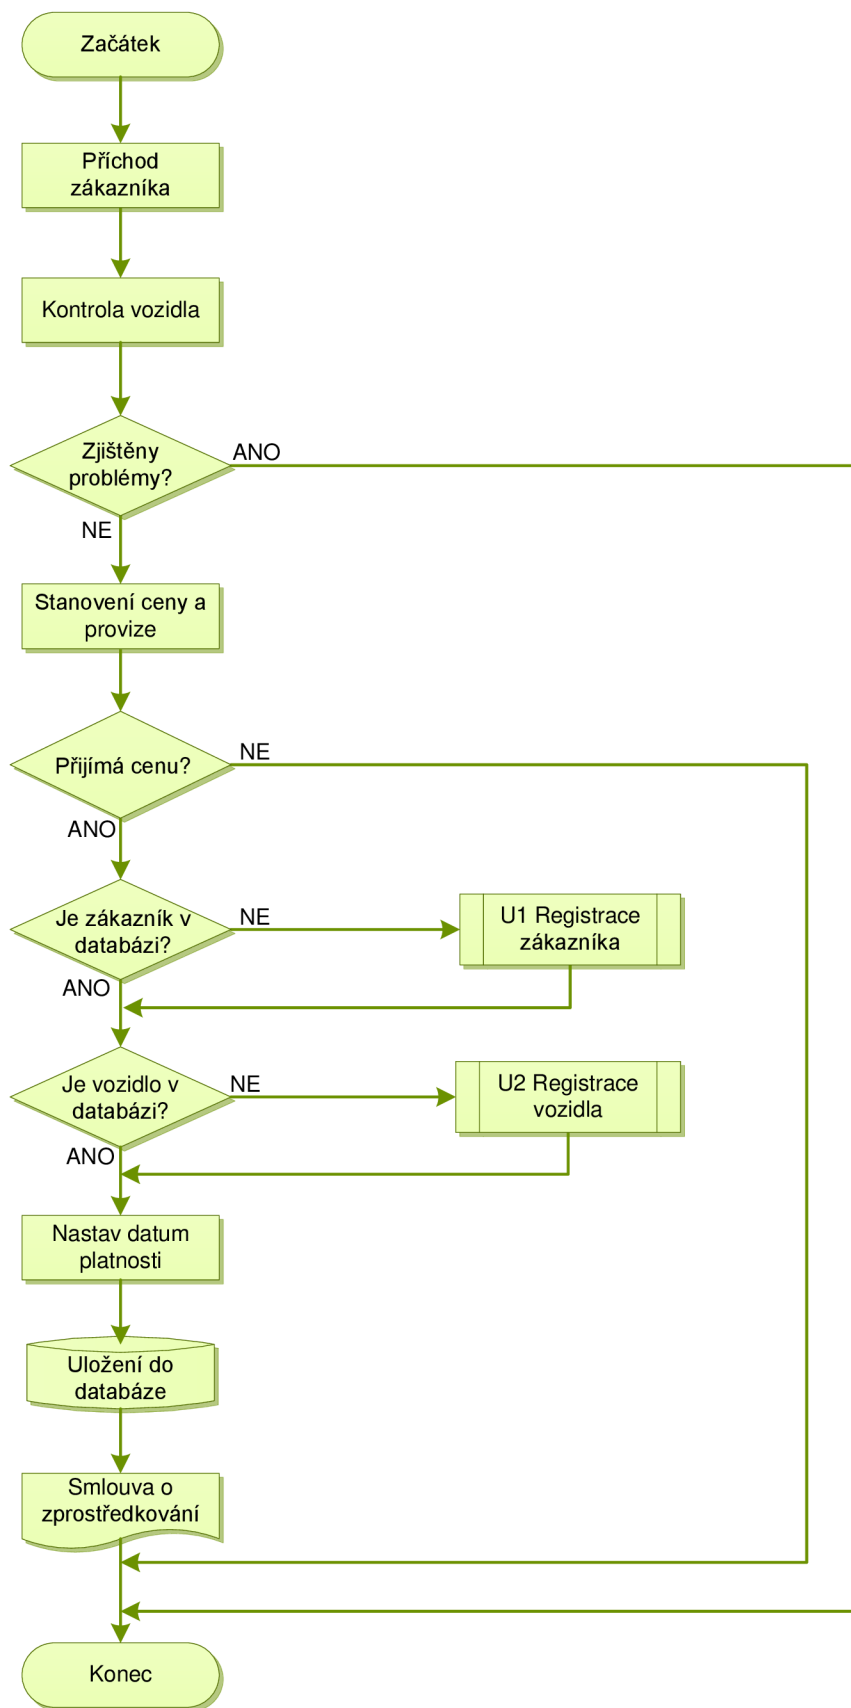 Začátek
Příchod
zákazníka
Kontrola vozidla
Zjištěny
problémy?
ANO
NE
Stanovení ceny a
provize
Přijímá cenu?
NE
ANO
Je zákazník v
databázi?
NE
U1 Registrace
zákazníka
ANO
Je vozidlo v
databázi?
NE
U2 Registrace
vozidla
ANO
Nastav datum
platnosti
Uložení do
databáze
Smlouva o
zprostředkování
Konec